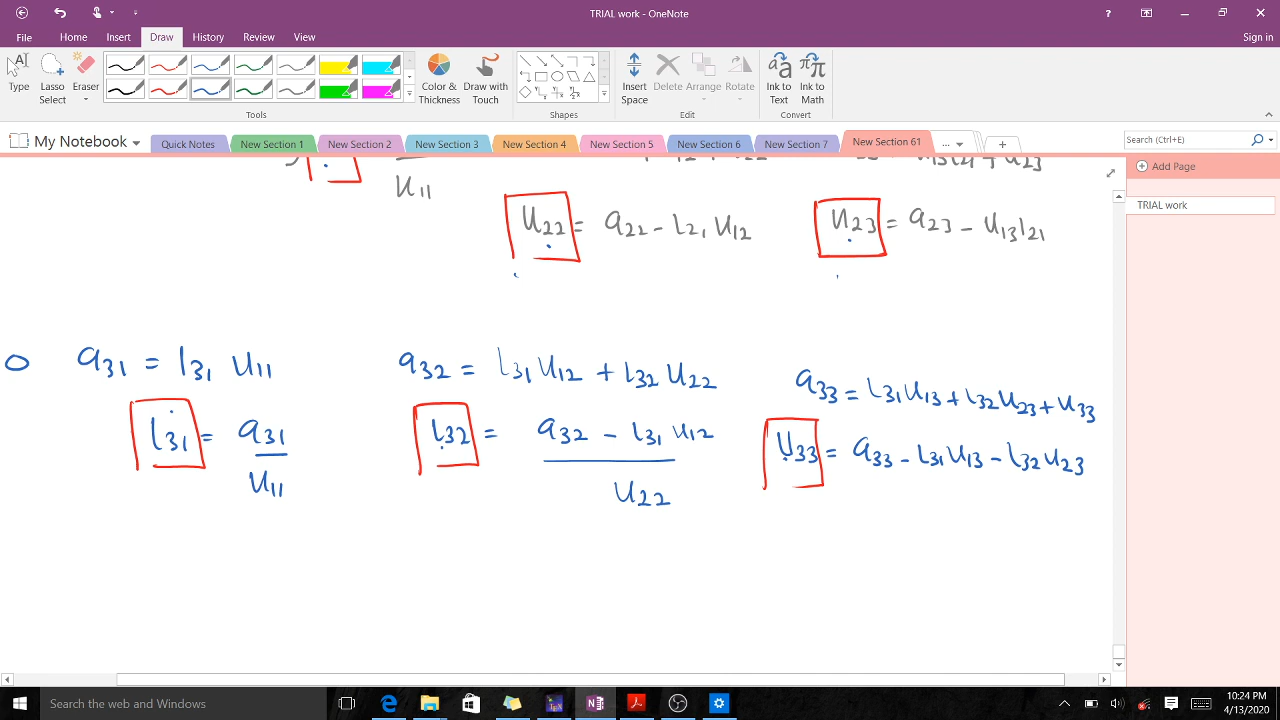 TRIAL work - OneNote
Sign in
File Home Insert Draw History Review View
Type Lasso Select Eraser Color & Thickness Draw with Touch Insert Space Delete Arrange Rotate Ink to Text Ink to Math
Tools Shapes Edit Convert
My Notebook Quick Notes New Section 1 New Section 2 New Section 3 New Section 4 New Section 5 New Section 6 New Section 7 New Section 61 ... Search (Ctrl+E)
Add Page
TRIAL work
u11
u22 = a22 - l21 u12
u23 = a23 - u13 l21
a31 = l31 u11
a32 = l31 u12 + l32 u22
a33 = l31 u13 + l32 u23 + u33
l31 = a31 / u11
l32 = a32 - l31 u12 / u22
u33 = a33 - l31 u13 - l32 u23
Search the web and Windows
10:24 PM
4/13/2020